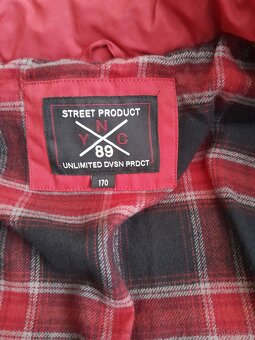 STREET PRODUCT
N
Y C
89
UNLIMITED DVSN PRDCT
170